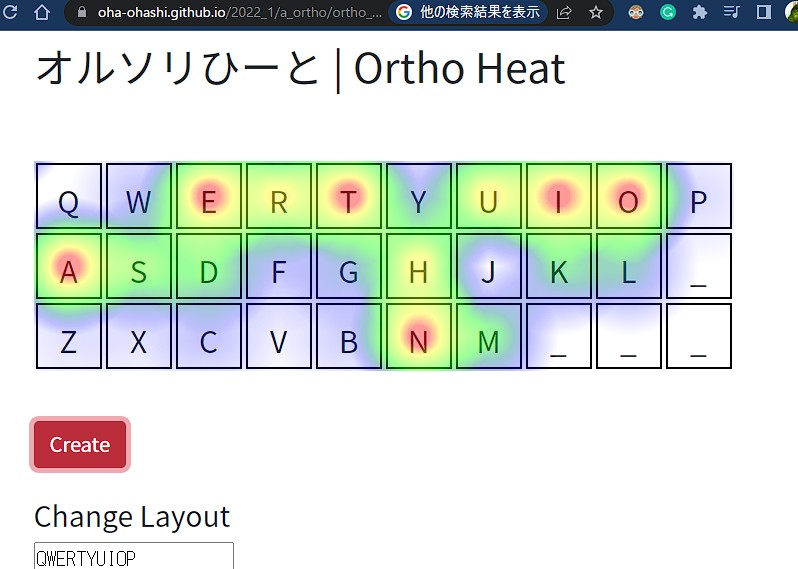 oha-ohashi.github.io/2022_1/a_ortho/ortho_...
他の検索結果を表示
オルソリひーと | Ortho Heat
Q W E R T Y U I O P
A S D F G H J K L _
Z X C V B N M _ _ _
Create
Change Layout
QWERTYUIOP